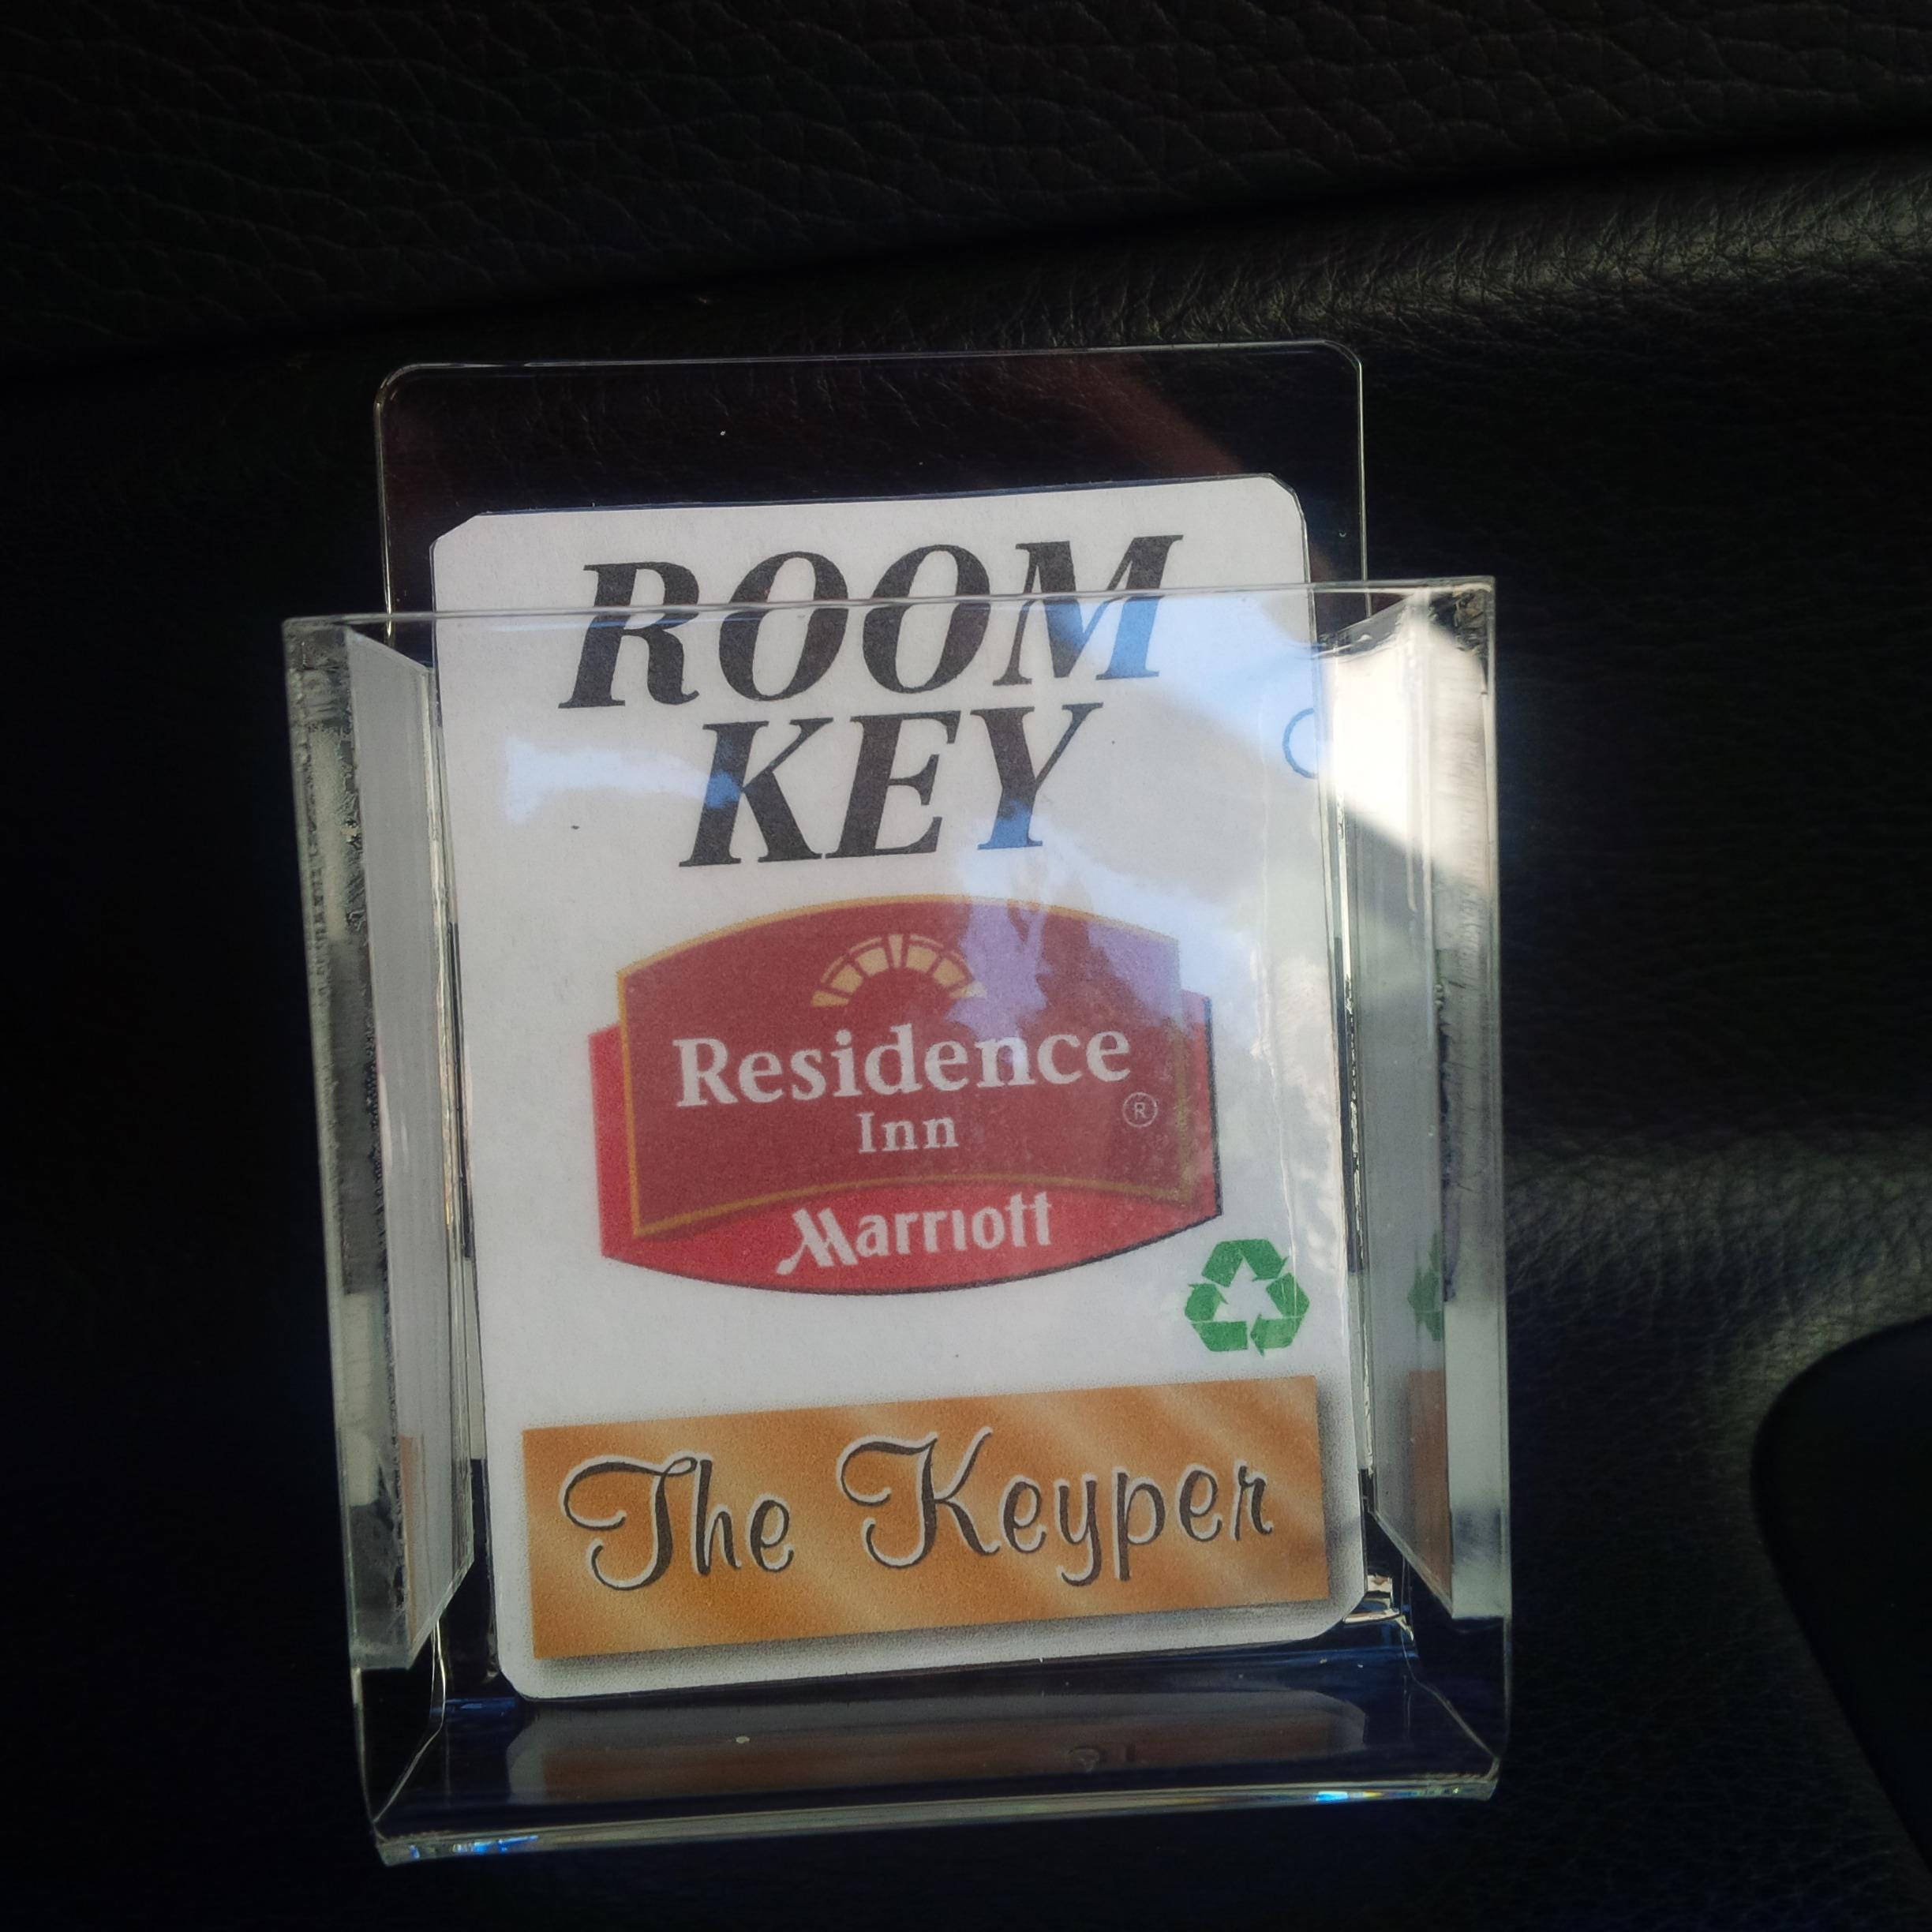 ROOM
KEY
Residence
Inn
®
Marriott
The Keyper